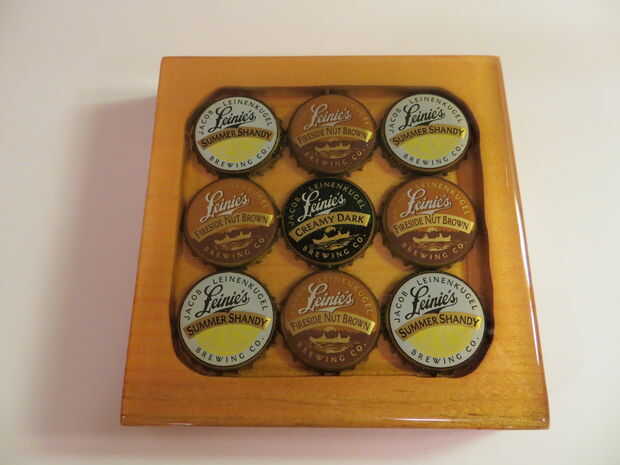 JACOB LEINENKUGEL
Leinie's
SUMMER SHANDY
BREWING CO.
JACOB LEINENKUGEL
Leinie's
FIRESIDE NUT BROWN
BREWING CO.
JACOB LEINENKUGEL
Leinie's
SUMMER SHANDY
BREWING CO.
JACOB LEINENKUGEL
Leinie's
FIRESIDE NUT BROWN
BREWING CO.
JACOB LEINENKUGEL
Leinie's
CREAMY DARK
BREWING CO.
JACOB LEINENKUGEL
Leinie's
FIRESIDE NUT BROWN
BREWING CO.
JACOB LEINENKUGEL
Leinie's
SUMMER SHANDY
BREWING CO.
JACOB LEINENKUGEL
Leinie's
FIRESIDE NUT BROWN
BREWING CO.
JACOB LEINENKUGEL
Leinie's
SUMMER SHANDY
BREWING CO.